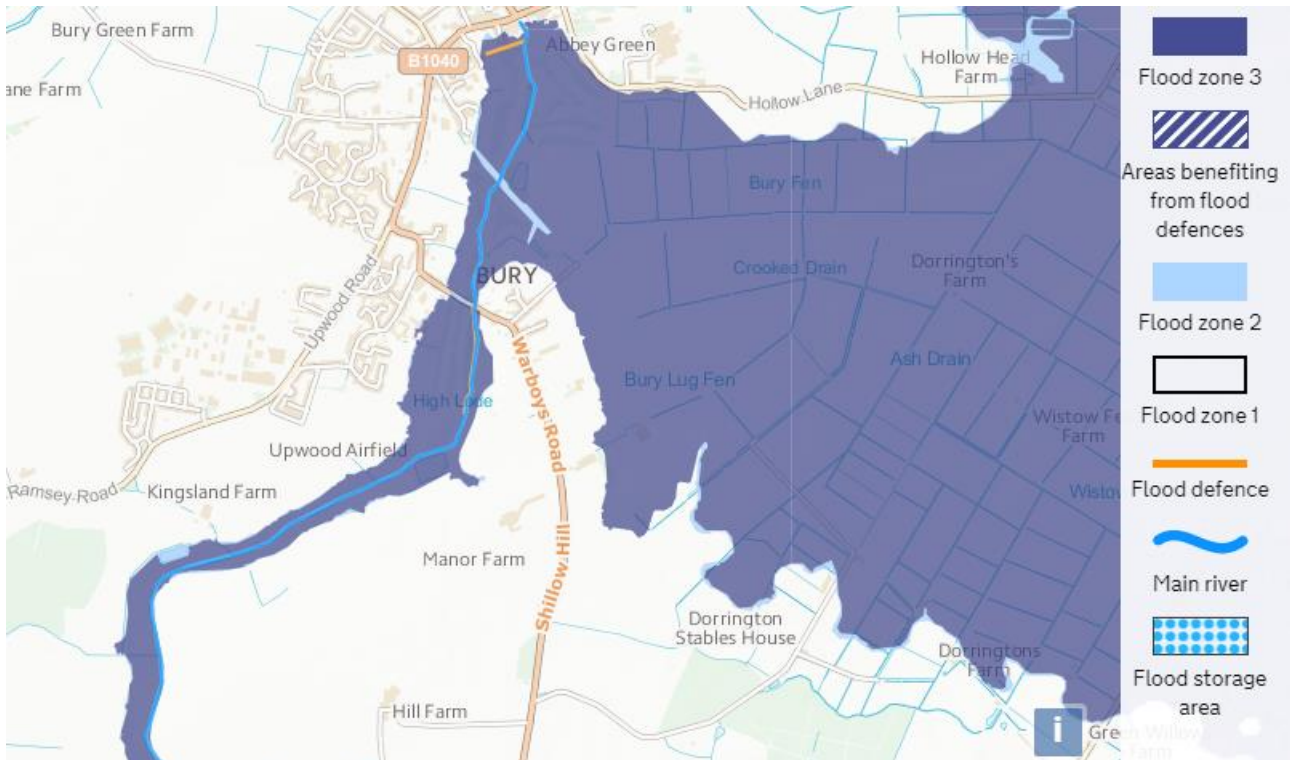 Bury Green Farm
B1040
Abbey Green
Hollow Head
Farm
ane Farm
Hollow Lane
Bury Fen
BURY
Crooked Drain
Dorrington's
Farm
Upwood Road
Ash Drain
Bury Lug Fen
Warboys Road
High Lode
Wistow Fe
Farm
Upwood Airfield
Ramsey Road
Kingsland Farm
Wistow
Manor Farm
Shillow Hill
Dorrington
Stables House
Dorringtons
Farm
Hill Farm
i
Green Willow
Farm
Flood zone 3
Areas benefiting
from flood
defences
Flood zone 2
Flood zone 1
Flood defence
Main river
Flood storage
area